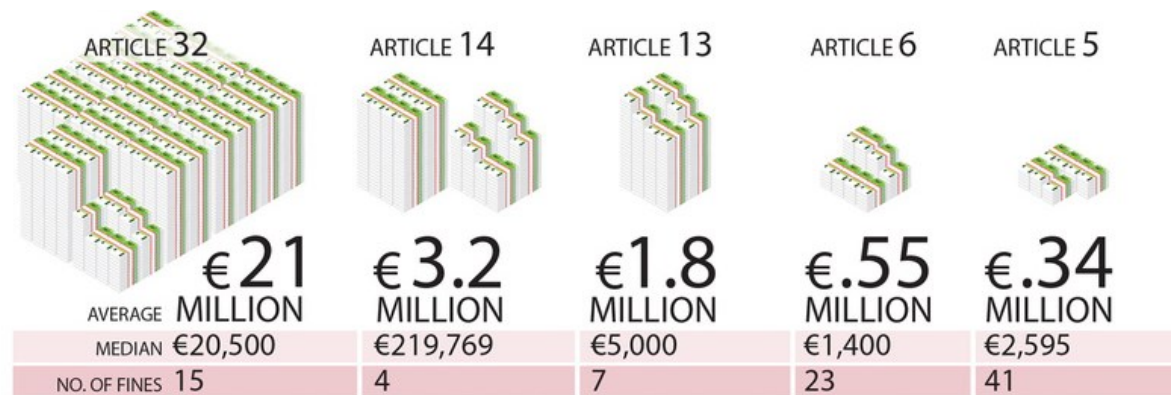 ARTICLE 32 ARTICLE 14 ARTICLE 13 ARTICLE 6 ARTICLE 5
€21 €3.2 €1.8 €.55 €.34
AVERAGE MILLION MILLION MILLION MILLION MILLION
MEDIAN €20,500 €219,769 €5,000 €1,400 €2,595
NO. OF FINES 15 4 7 23 41